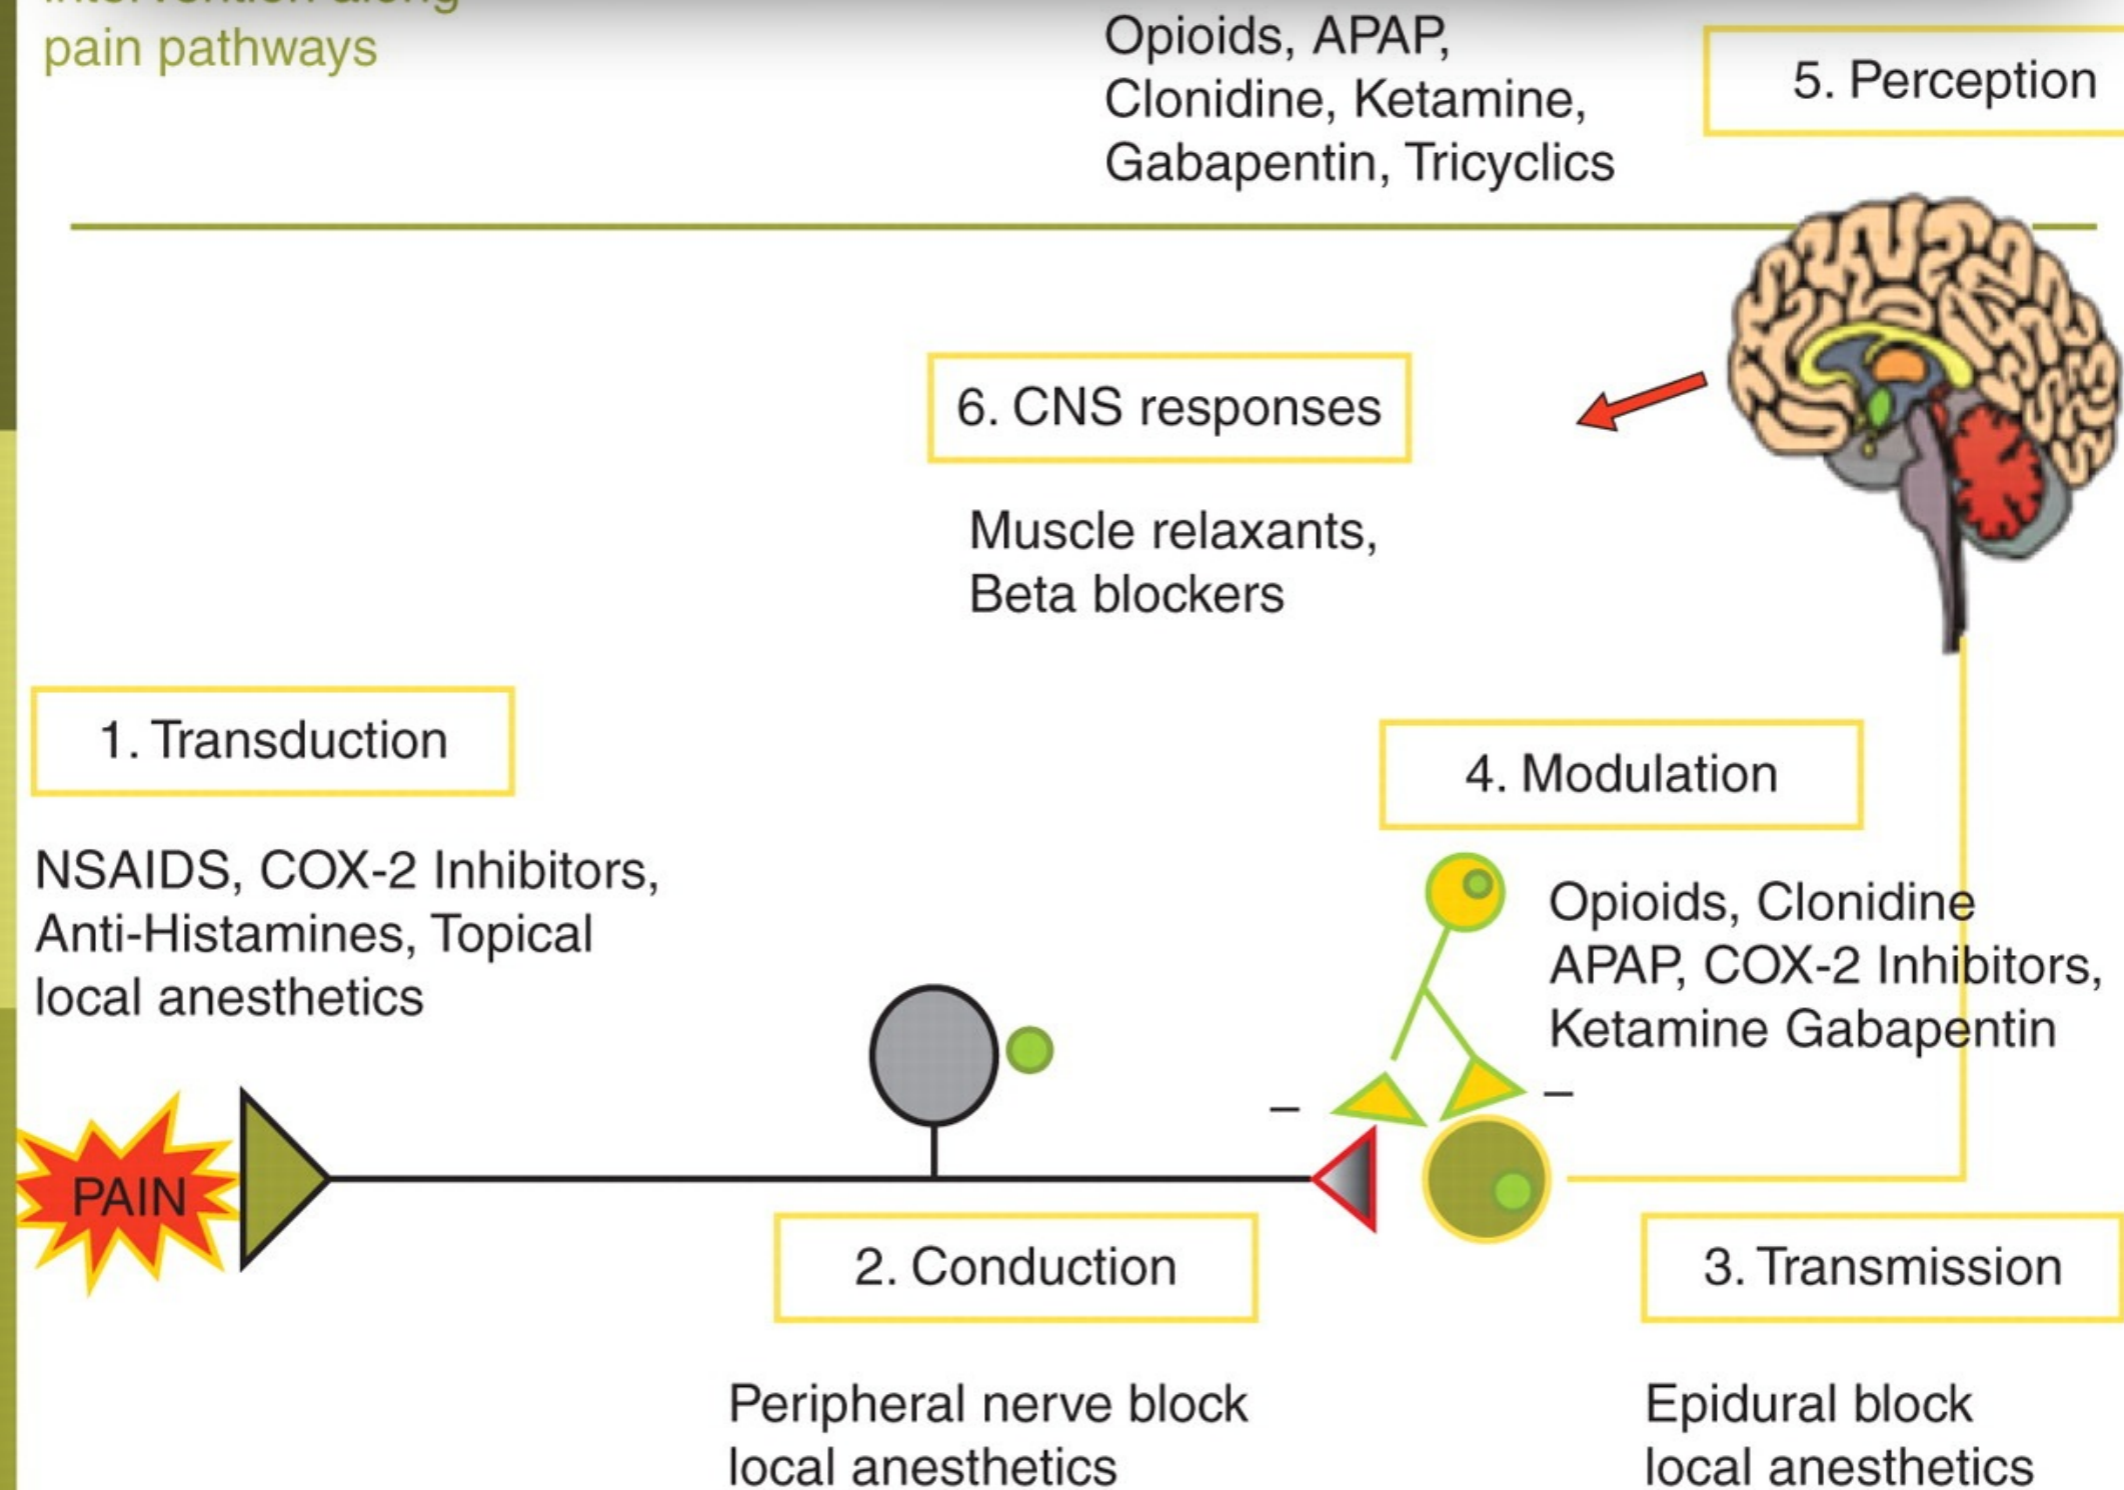 intervention along
pain pathways
Opioids, APAP,
Clonidine, Ketamine,
Gabapentin, Tricyclics
5. Perception
6. CNS responses
Muscle relaxants,
Beta blockers
1. Transduction
NSAIDS, COX-2 Inhibitors,
Anti-Histamines, Topical
local anesthetics
4. Modulation
Opioids, Clonidine
APAP, COX-2 Inhibitors,
Ketamine Gabapentin
–
–
PAIN
2. Conduction
Peripheral nerve block
local anesthetics
3. Transmission
Epidural block
local anesthetics